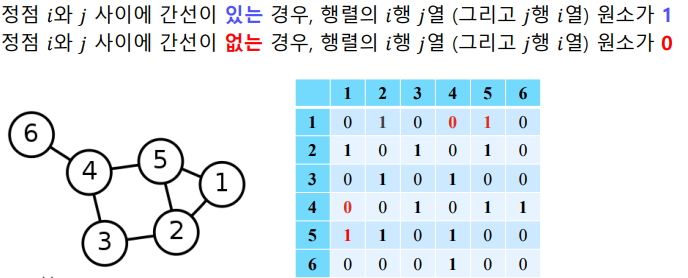 정점 i와 j 사이에 간선이 있는 경우, 행렬의 i행 j열 (그리고 j행 i열) 원소가 1
정점 i와 j 사이에 간선이 없는 경우, 행렬의 i행 j열 (그리고 j행 i열) 원소가 0
6
4
5
1
3
2
1 2 3 4 5 6
1 0 1 0 0 1 0
2 1 0 1 0 1 0
3 0 1 0 1 0 0
4 0 0 1 0 1 1
5 1 1 0 1 0 0
6 0 0 0 1 0 0